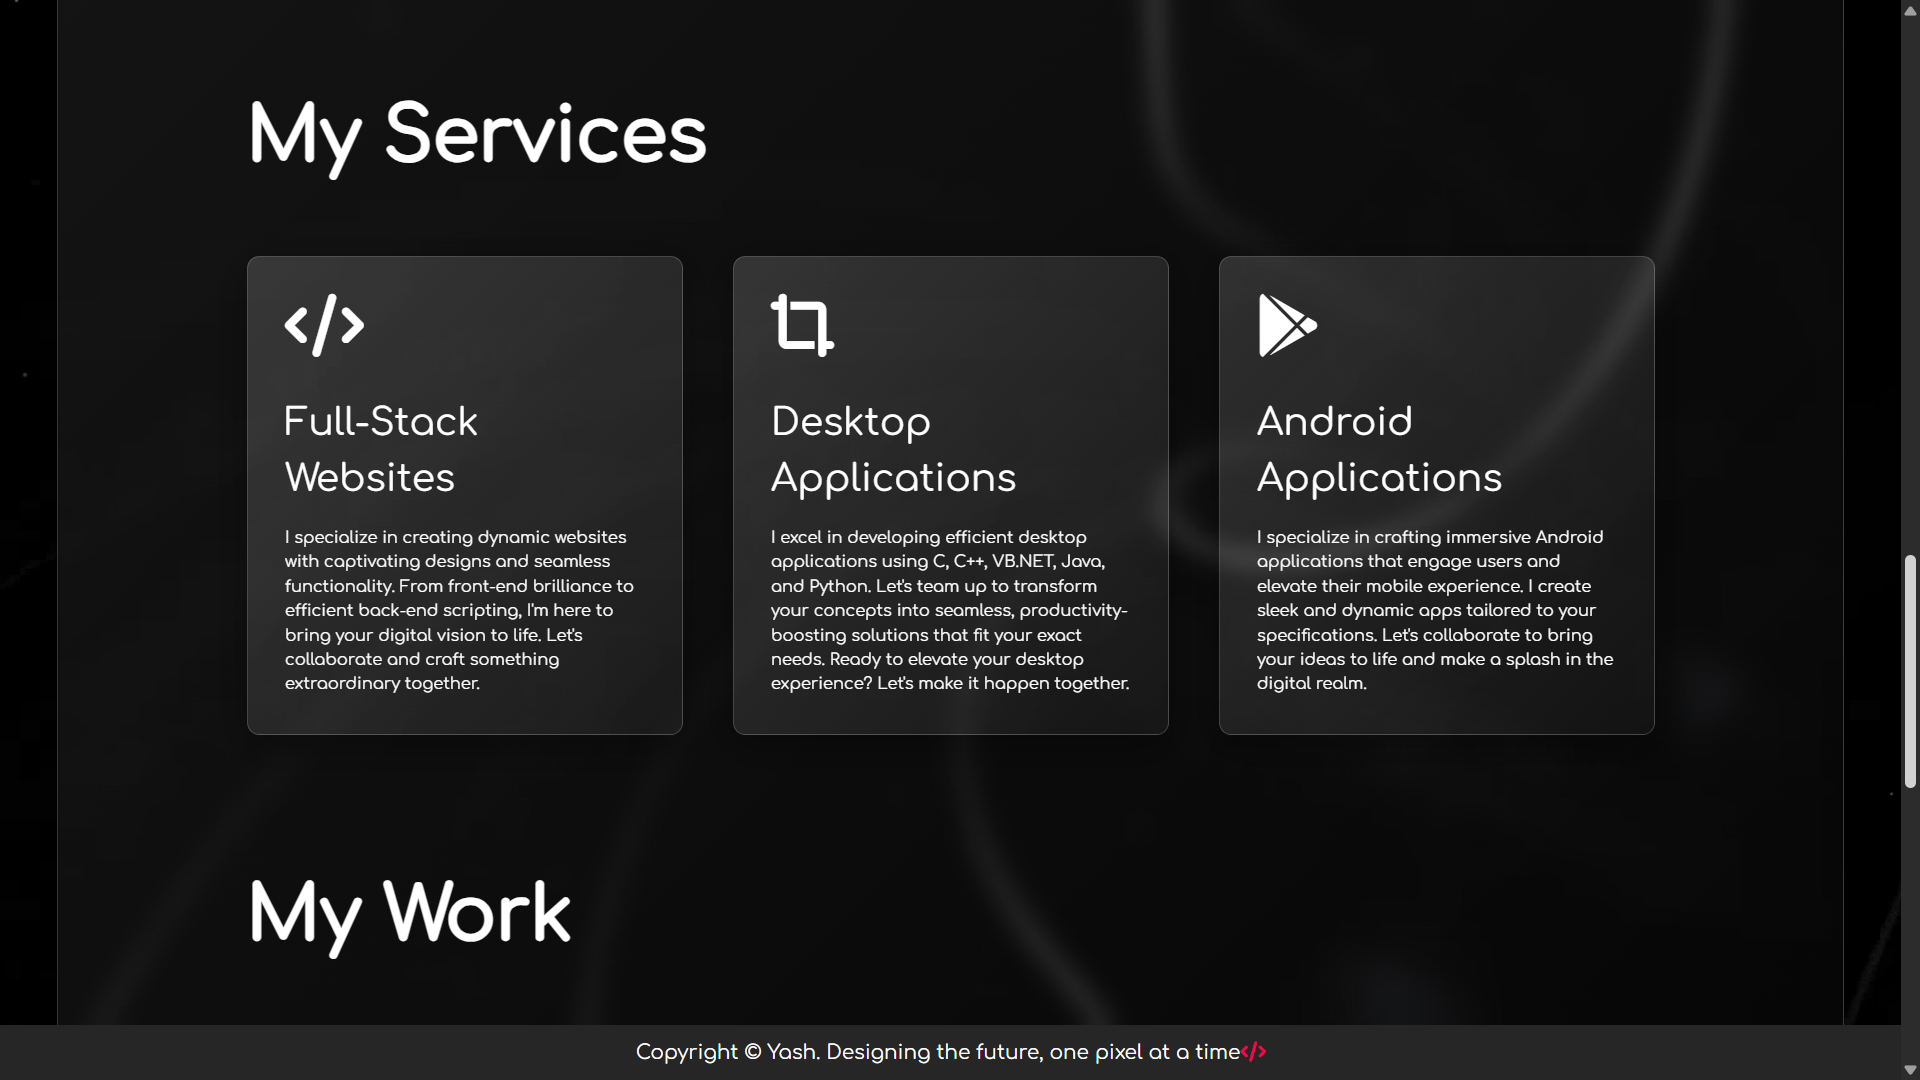 My Services
Full-Stack
Websites
I specialize in creating dynamic websites
with captivating designs and seamless
functionality. From front-end brilliance to
efficient back-end scripting, I'm here to
bring your digital vision to life. Let's
collaborate and craft something
extraordinary together.
Desktop
Applications
I excel in developing efficient desktop
applications using C, C++, VB.NET, Java,
and Python. Let's team up to transform
your concepts into seamless, productivity-
boosting solutions that fit your exact
needs. Ready to elevate your desktop
experience? Let's make it happen together.
Android
Applications
I specialize in crafting immersive Android
applications that engage users and
elevate their mobile experience. I create
sleek and dynamic apps tailored to your
specifications. Let's collaborate to bring
your ideas to life and make a splash in the
digital realm.
My Work
Copyright © Yash. Designing the future, one pixel at a time